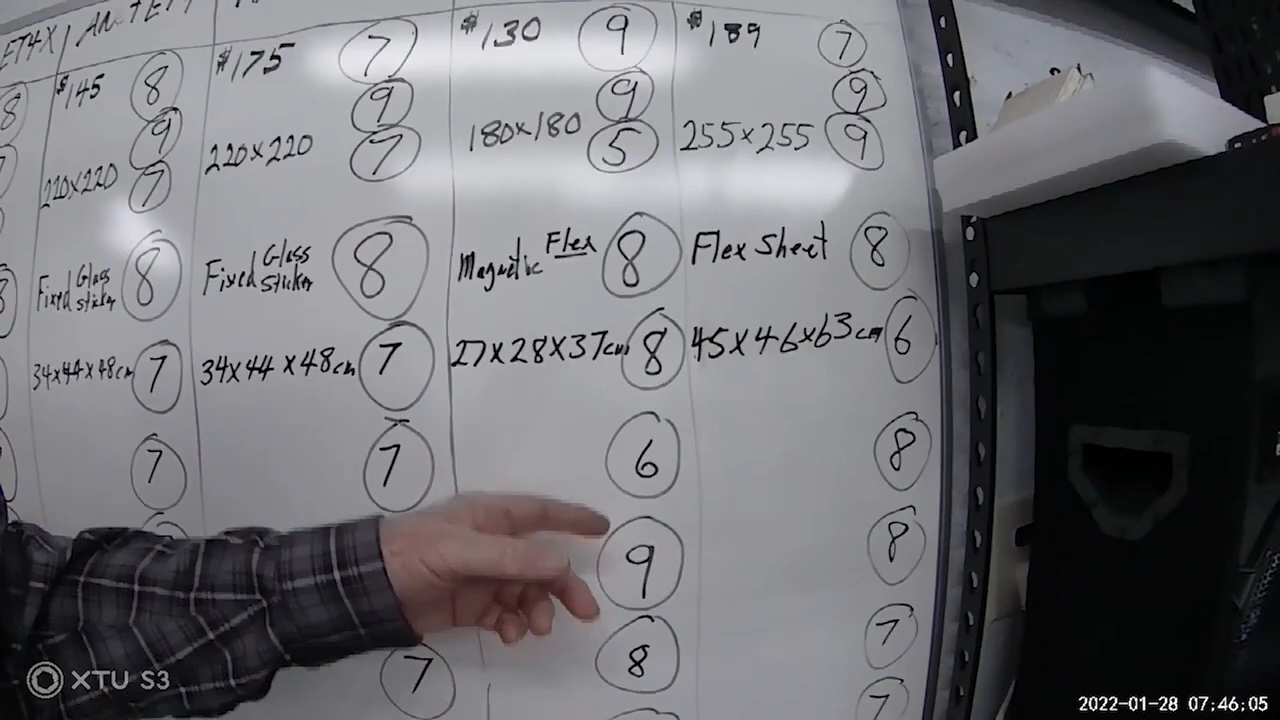 $145 8 $175 7 $130 9 $189 7
8 9 9 9 9
220x220 7 220x220 7 180x180 5 255x255 9
Fixed Glass sticker 8 Fixed Glass sticker 8 Magnetic Flex 8 Flex Sheet 8
34x44x48cm 7 34x44x48cm 7 27x28x37cm 8 45x46x63cm 6
7 7 6 8
9 8
7 8 7
7
XTU S3
2022-01-28 07:46:05